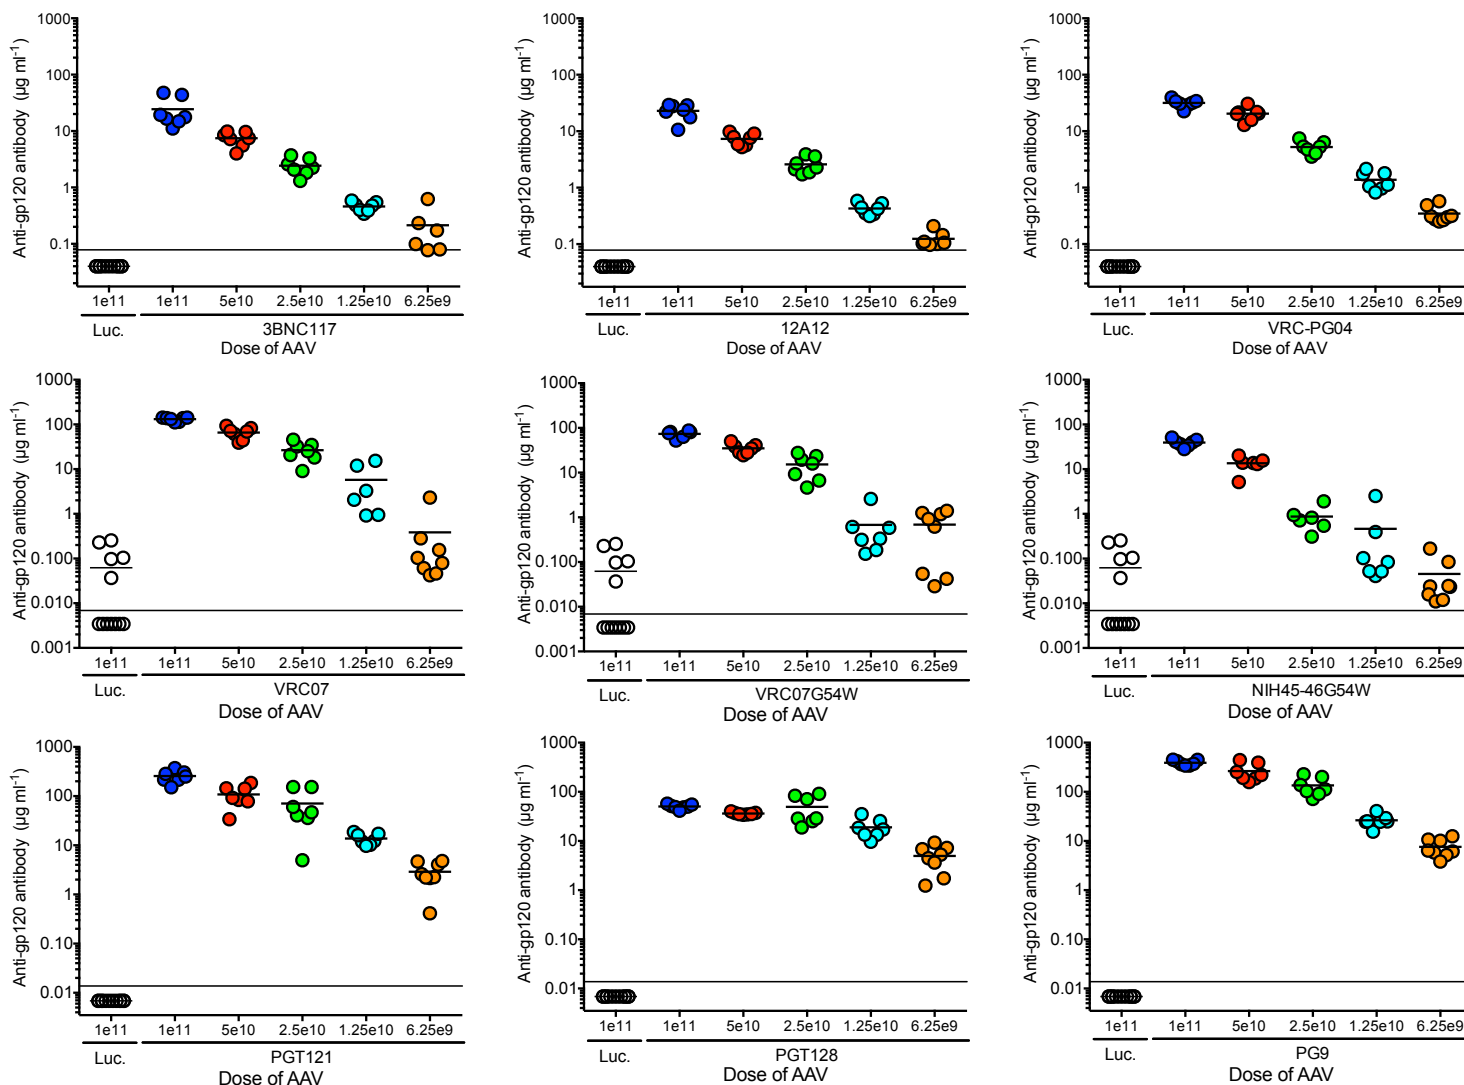 Anti-gp120 antibody (µg ml⁻¹)
1000
100
10
1
0.1
1e11 1e11 5e10 2.5e10 1.25e10 6.25e9
Luc. 3BNC117
Dose of AAV
Anti-gp120 antibody (µg ml⁻¹)
1000
100
10
1
0.1
1e11 1e11 5e10 2.5e10 1.25e10 6.25e9
Luc. 12A12
Dose of AAV
Anti-gp120 antibody (µg ml⁻¹)
1000
100
10
1
0.1
1e11 1e11 5e10 2.5e10 1.25e10 6.25e9
Luc. VRC-PG04
Dose of AAV
Anti-gp120 antibody (µg ml⁻¹)
1000
100
10
1
0.100
0.010
0.001
1e11 1e11 5e10 2.5e10 1.25e10 6.25e9
Luc. VRC07
Dose of AAV
Anti-gp120 antibody (µg ml⁻¹)
1000
100
10
1
0.100
0.010
0.001
1e11 1e11 5e10 2.5e10 1.25e10 6.25e9
Luc. VRC07G54W
Dose of AAV
Anti-gp120 antibody (µg ml⁻¹)
1000
100
10
1
0.100
0.010
0.001
1e11 1e11 5e10 2.5e10 1.25e10 6.25e9
Luc. NIH45-46G54W
Dose of AAV
Anti-gp120 antibody (µg ml⁻¹)
1000
100
10
1
0.10
0.01
1e11 1e11 5e10 2.5e10 1.25e10 6.25e9
Luc. PGT121
Dose of AAV
Anti-gp120 antibody (µg ml⁻¹)
1000
100
10
1
0.10
0.01
1e11 1e11 5e10 2.5e10 1.25e10 6.25e9
Luc. PGT128
Dose of AAV
Anti-gp120 antibody (µg ml⁻¹)
1000
100
10
1
0.10
0.01
1e11 1e11 5e10 2.5e10 1.25e10 6.25e9
Luc. PG9
Dose of AAV